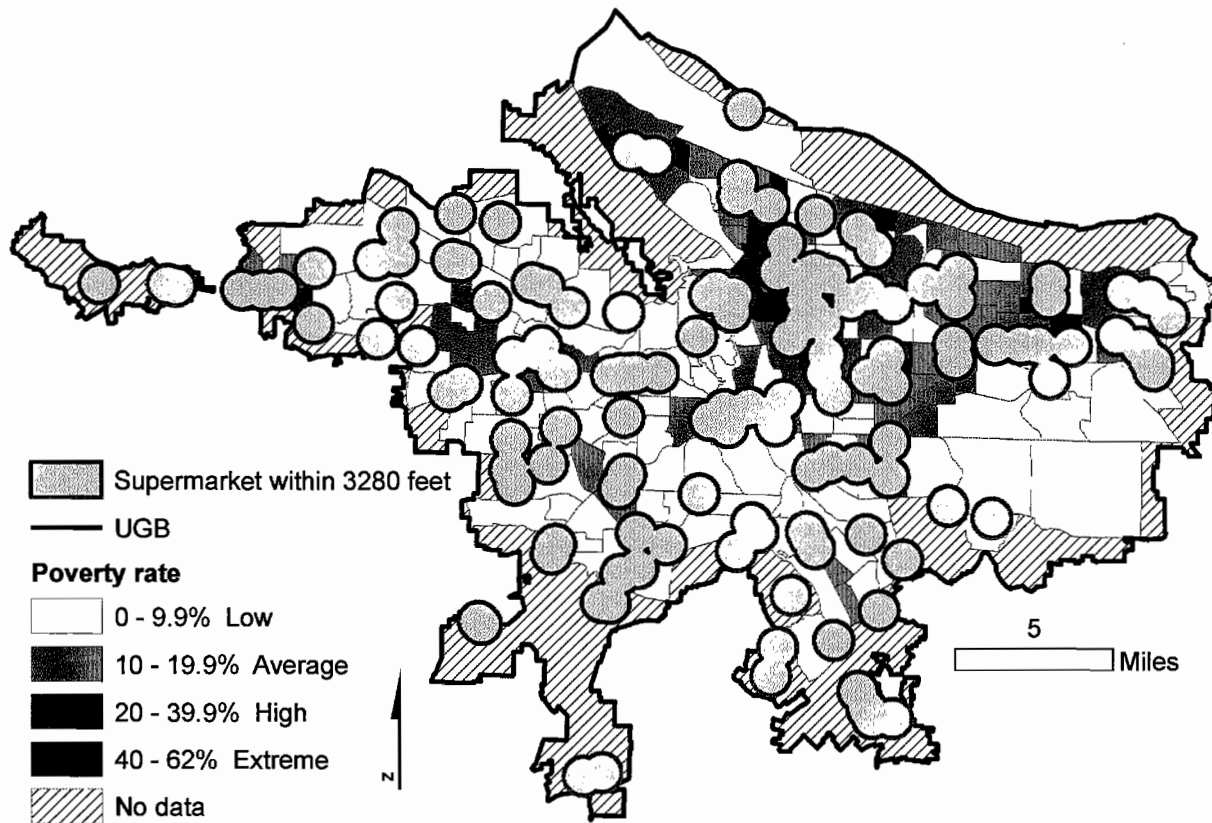 Supermarket within 3280 feet
UGB
Poverty rate
0 - 9.9% Low
10 - 19.9% Average
20 - 39.9% High
40 - 62% Extreme
No data
z
5
Miles